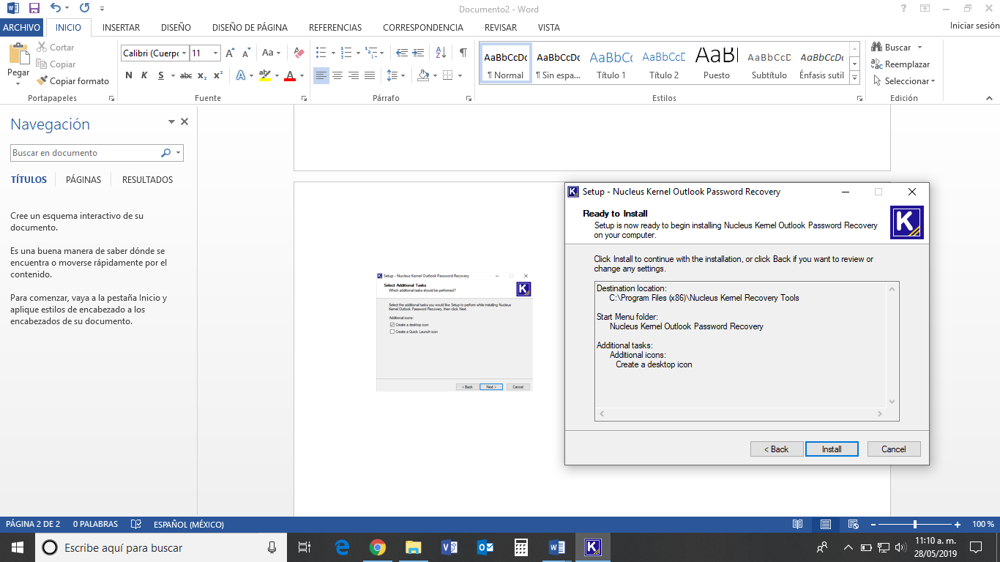 Documento2 - Word
ARCHIVO INICIO INSERTAR DISEÑO DISEÑO DE PÁGINA REFERENCIAS CORRESPONDENCIA REVISAR VISTA Iniciar sesión
Pegar
Cortar
Copiar
Copiar formato
Portapapeles
Calibri (Cuerpo 11
N K S abc x₂ x²
Fuente
Párrafo
AaBbCcDc AaBbCcDc AaBbCc AaBbCcD AaBl AaBbCcD AaBbCcDc
¶ Normal ¶ Sin espa... Título 1 Título 2 Puesto Subtítulo Énfasis sutil
Estilos
Buscar
Reemplazar
Seleccionar
Edición
Navegación
Buscar en documento
TÍTULOS PÁGINAS RESULTADOS
Cree un esquema interactivo de su
documento.
Es una buena manera de saber dónde se
encuentra o moverse rápidamente por el
contenido.
Para comenzar, vaya a la pestaña Inicio y
aplique estilos de encabezado a los
encabezados de su documento.
Setup - Nucleus Kernel Outlook Password Recovery
Select Additional Tasks
Which additional tasks should be performed?
Select the additional tasks you would like Setup to perform while installing Nucleus
Kernel Outlook Password Recovery, then click Next.
Additional icons:
Create a desktop icon
Create a Quick Launch icon
< Back Next > Cancel
Setup - Nucleus Kernel Outlook Password Recovery
Ready to Install
Setup is now ready to begin installing Nucleus Kernel Outlook Password Recovery
on your computer.
Click Install to continue with the installation, or click Back if you want to review or
change any settings.
Destination location:
C:\Program Files (x86)\Nucleus Kernel Recovery Tools
Start Menu folder:
Nucleus Kernel Outlook Password Recovery
Additional tasks:
Additional icons:
Create a desktop icon
< Back Install Cancel
PÁGINA 2 DE 2 0 PALABRAS ESPAÑOL (MÉXICO) 100 %
Escribe aquí para buscar
11:10 a. m.
28/05/2019